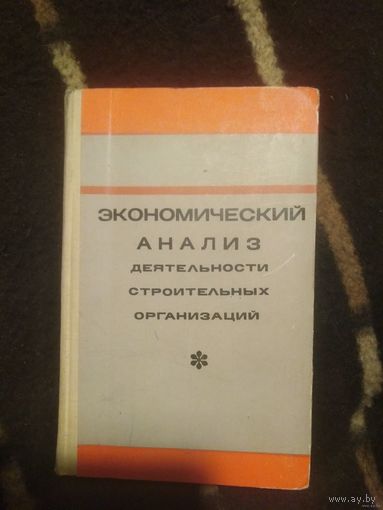 ЭКОНОМИЧЕСКИЙ
АНАЛИЗ
ДЕЯТЕЛЬНОСТИ
СТРОИТЕЛЬНЫХ
ОРГАНИЗАЦИЙ
www.ay.by